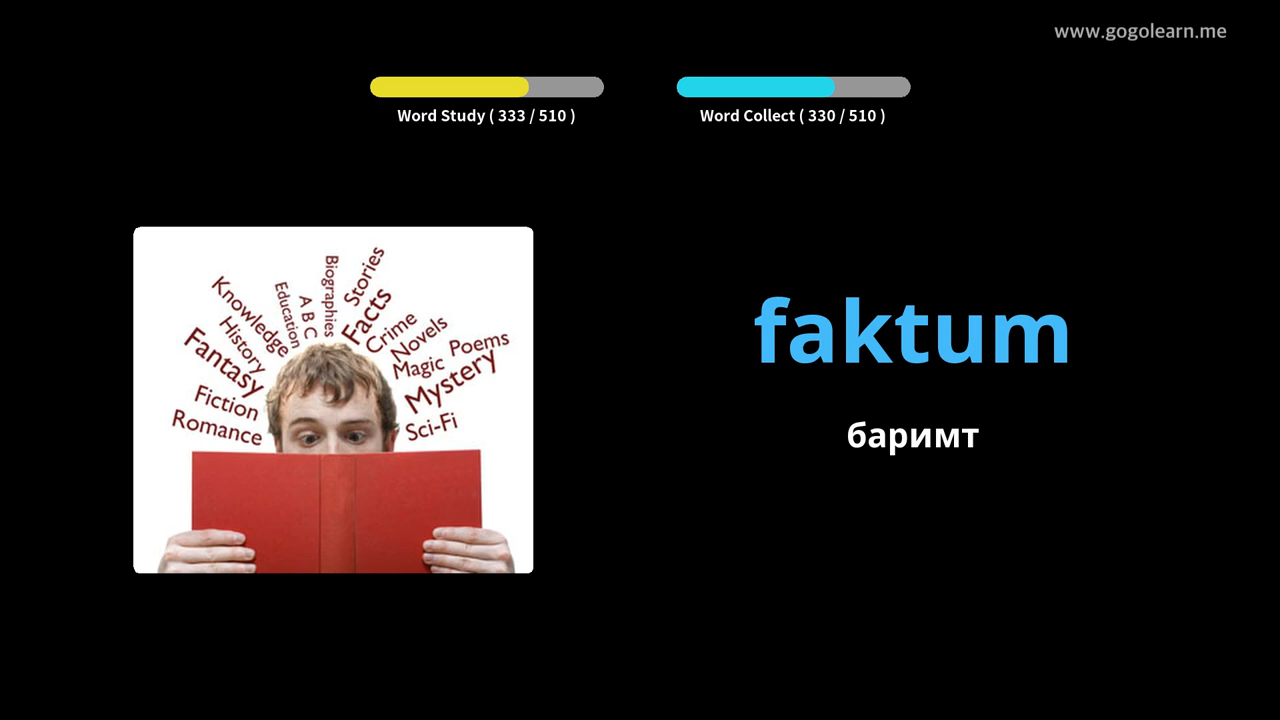 www.gogolearn.me
Word Study ( 333 / 510 )
Word Collect ( 330 / 510 )
Stories
Biographies
Facts
Education
A B C
Knowledge
Crime
History
Novels
Poems
Fantasy
Magic
Mystery
Fiction
Romance
Sci-Fi
faktum
баримт